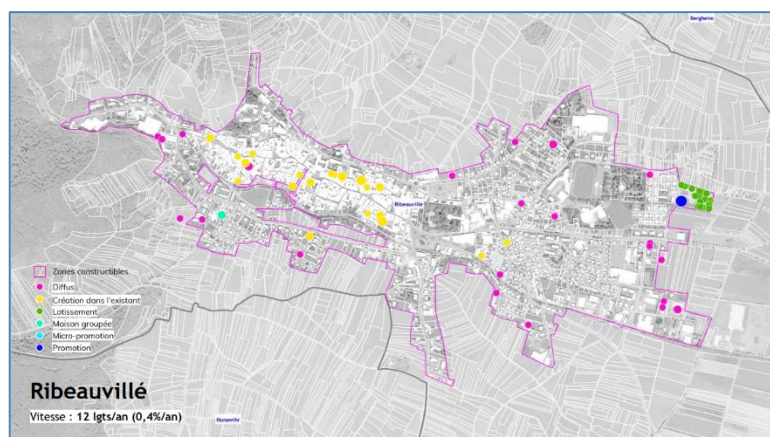 Bergheim
Ribeauvillé
Zones constructibles
Diffus
Création dans l'existant
Lotissement
Maison groupée
Micro-promotion
Promotion
Ribeauvillé
Vitesse : 12 lgts/an (0,4%/an)
Hunawihr